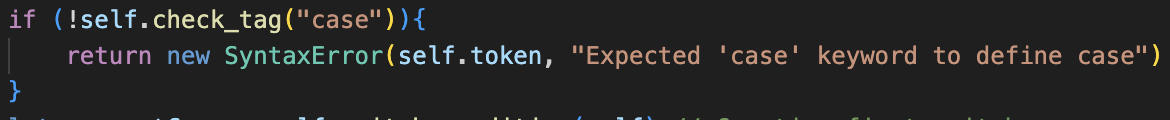 if (!self.check_tag("case")){
return new SyntaxError(self.token, "Expected 'case' keyword to define case")
}